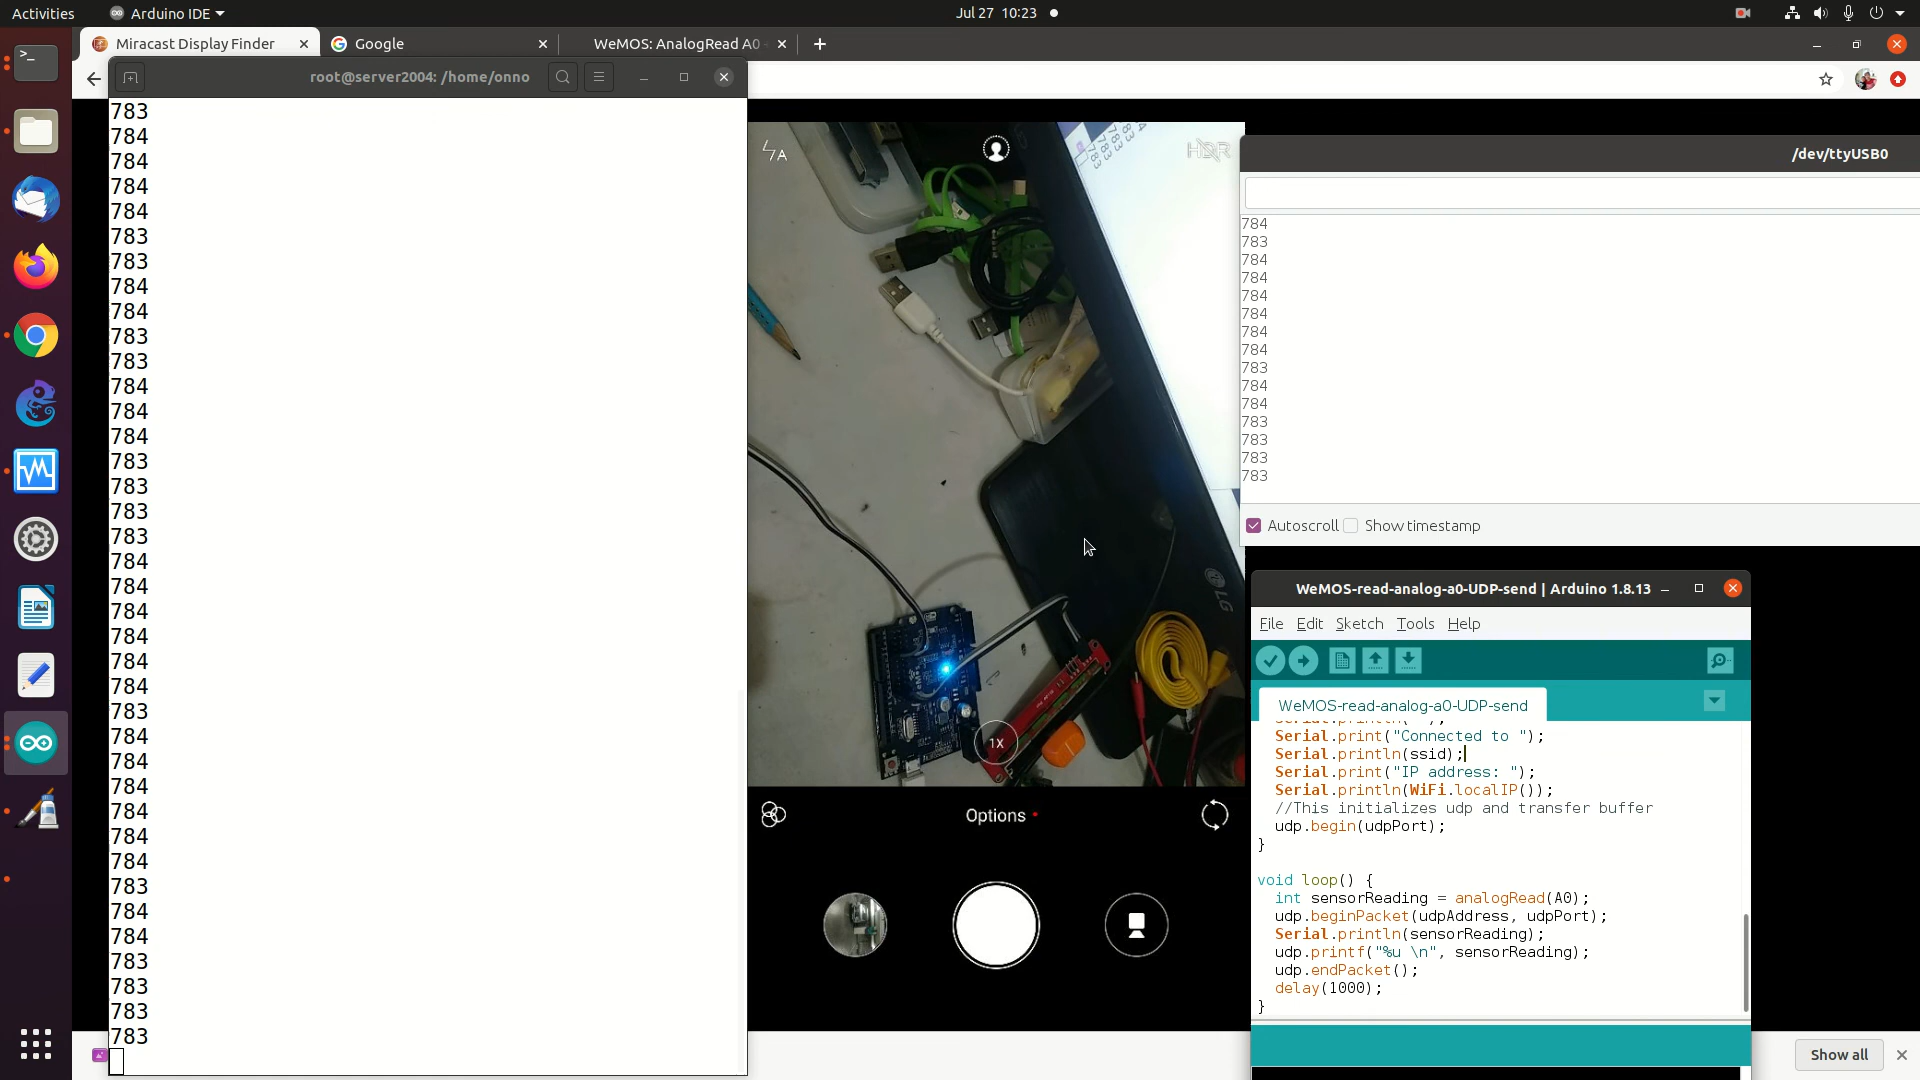 Activities
Arduino IDE
Jul 27 10:23
Miracast Display Finder
Google
WeMOS: AnalogRead A0
root@server2004: /home/onno
783
784
784
784
784
783
783
784
784
783
783
784
784
784
783
783
783
784
784
784
784
784
784
784
783
784
784
784
784
784
784
783
784
784
783
783
783
783
A
HDR
783
783
783
784
LG
1X
Options
/dev/ttyUSB0
784
783
784
784
784
784
784
784
783
784
784
783
783
783
783
Autoscroll
Show timestamp
WeMOS-read-analog-a0-UDP-send | Arduino 1.8.13
File Edit Sketch Tools Help
WeMOS-read-analog-a0-UDP-send
Serial.print("Connected to ");
Serial.println(ssid);
Serial.print("IP address: ");
Serial.println(WiFi.localIP());
//This initializes udp and transfer buffer
udp.begin(udpPort);
}
void loop() {
int sensorReading = analogRead(A0);
udp.beginPacket(udpAddress, udpPort);
Serial.println(sensorReading);
udp.printf("%u \n", sensorReading);
udp.endPacket();
delay(1000);
}
Show all